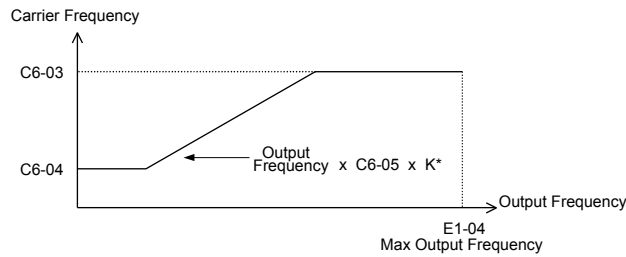 Carrier Frequency
C6-03
Output
Frequency x C6-05 x K*
C6-04
Output Frequency
E1-04
Max Output Frequency